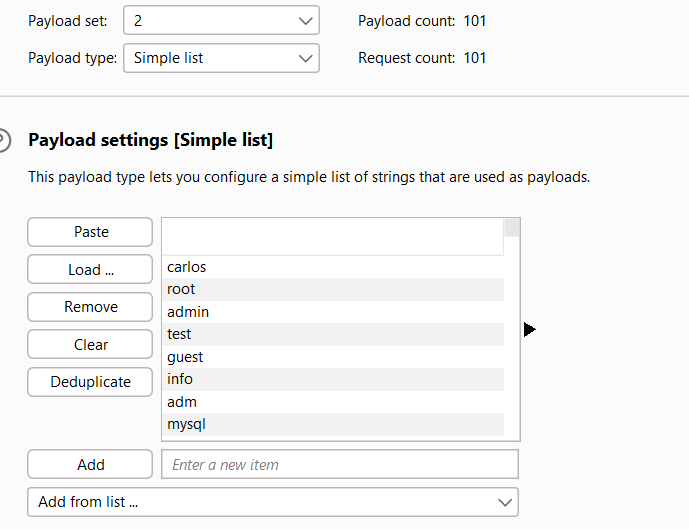 Payload set: 2 Payload count: 101
Payload type: Simple list Request count: 101
Payload settings [Simple list]
This payload type lets you configure a simple list of strings that are used as payloads.
Paste
Load ...
Remove
Clear
Deduplicate
carlos
root
admin
test
guest
info
adm
mysql
Add Enter a new item
Add from list ...